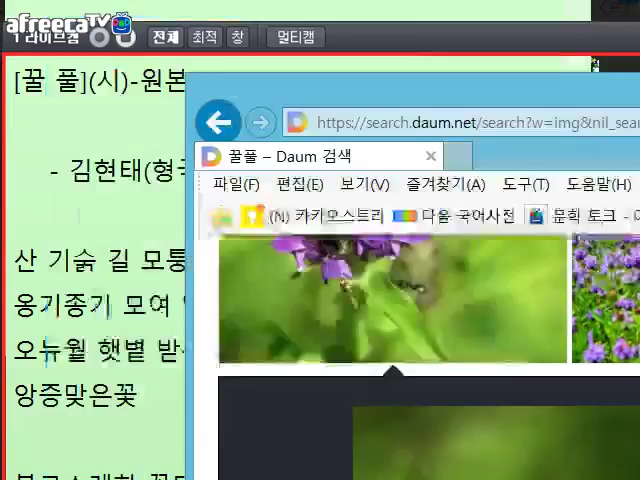 afreecaTV
1 라이브캠 전체 최적 창 멀티캠
[꿀 풀](시)-원본
- 김현태(형국
산 기슭 길 모퉁
옹기종기 모여
오뉴월 햇볕 받
앙증맞은꽃
https://search.daum.net/search?w=img&nil_sear
꿀풀 – Daum 검색
파일(F) 편집(E) 보기(V) 즐겨찾기(A) 도구(T) 도움말(H)
(N) 카카오스토리 다음 국어사전 문학 토크 -